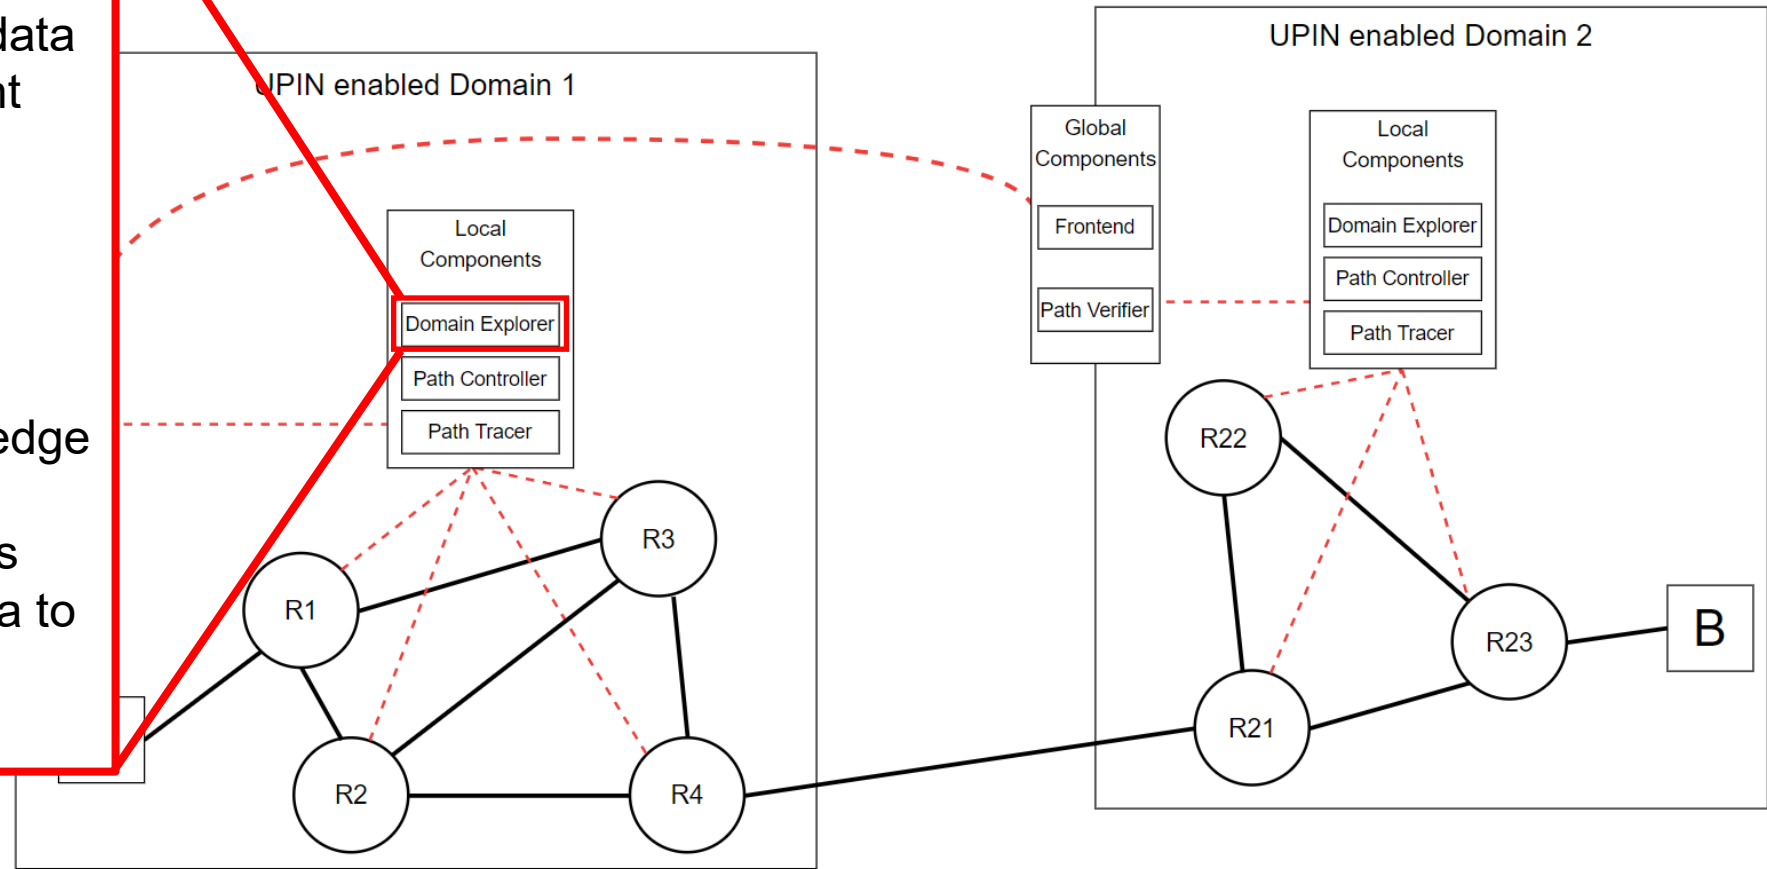 data
nt
edge
s
a to
UPIN enabled Domain 1
Local
Components
Domain Explorer
Path Controller
Path Tracer
R1
R2
R3
R4
UPIN enabled Domain 2
Global
Components
Frontend
Path Verifier
Local
Components
Domain Explorer
Path Controller
Path Tracer
R22
R23
R21
B